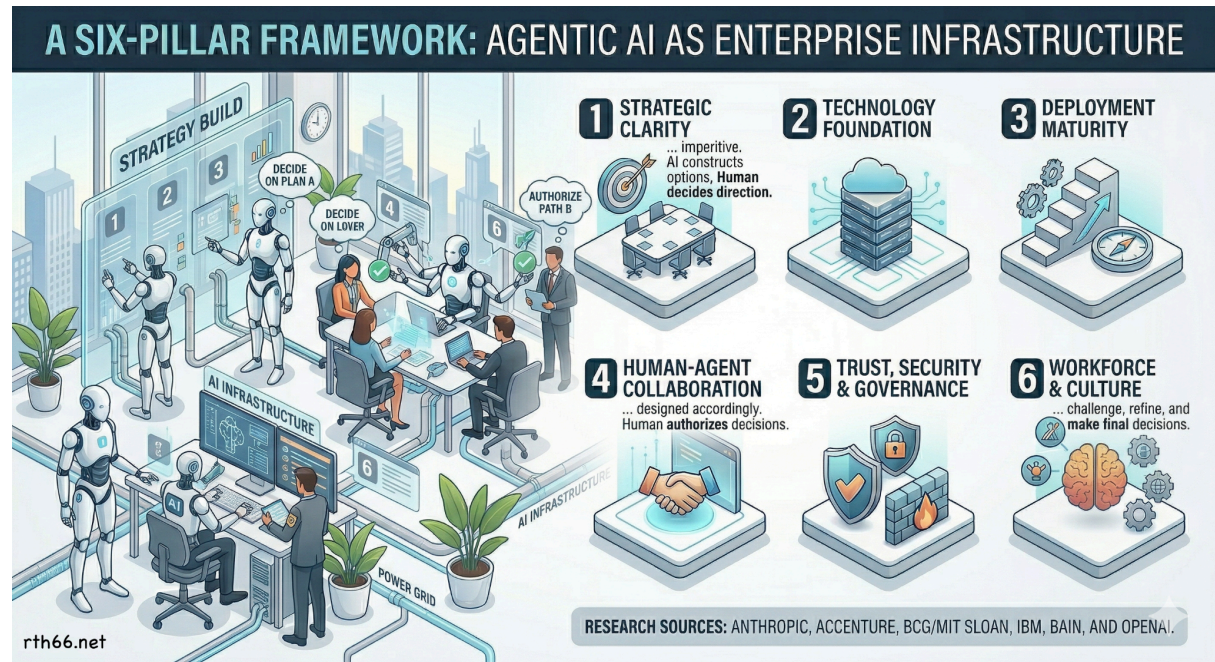 A SIX-PILLAR FRAMEWORK: AGENTIC AI AS ENTERPRISE INFRASTRUCTURE
STRATEGY BUILD
1
2
3
DECIDE
ON PLAN A
DECIDE
ON LOVER
4
6
AUTHORIZE
PATH B
AI INFRASTRUCTURE
AI
6
AI INFRASTRUCTURE
POWER GRID
rth66.net
1 STRATEGIC
CLARITY
... imperitive.
AI constructs
options, Human
decides direction.
2 TECHNOLOGY
FOUNDATION
3 DEPLOYMENT
MATURITY
4 HUMAN-AGENT
COLLABORATION
... designed accordingly.
Human authorizes decisions.
5 TRUST, SECURITY
& GOVERNANCE
6 WORKFORCE
& CULTURE
... challenge, refine, and
make final decisions.
RESEARCH SOURCES: ANTHROPIC, ACCENTURE, BCG/MIT SLOAN, IBM, BAIN, AND OPENAI.